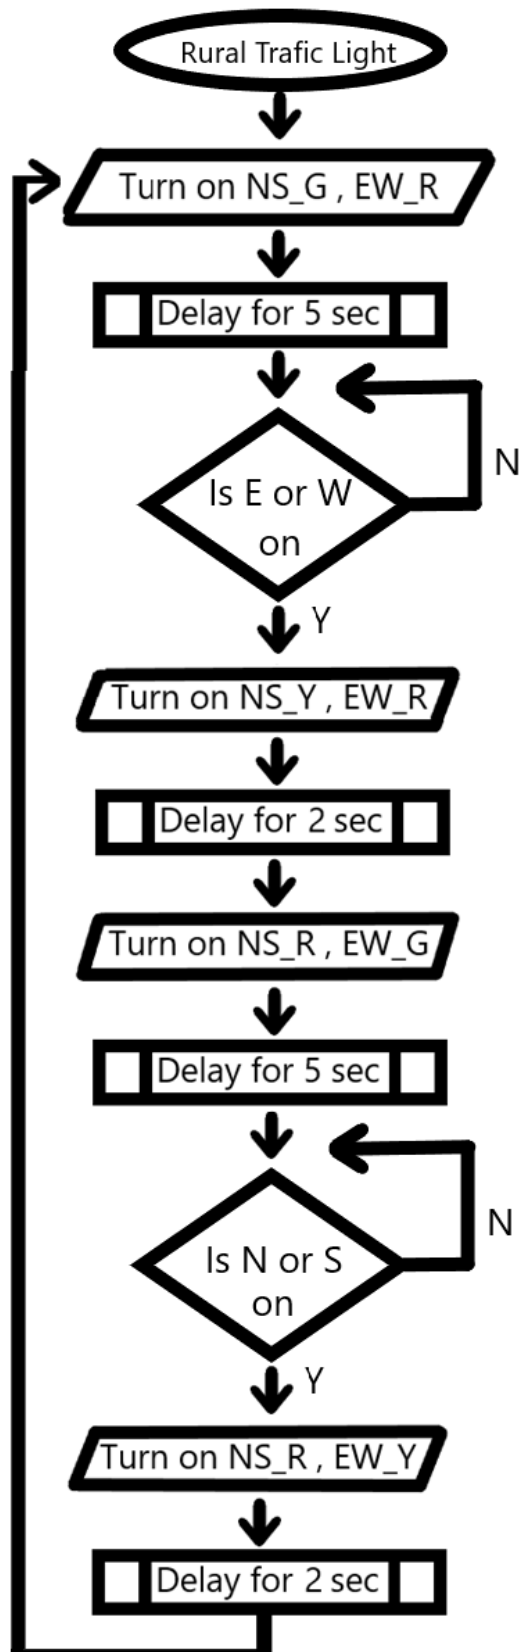 Rural Trafic Light
Turn on NS_G , EW_R
Delay for 5 sec
N
Is E or W
on
Y
Turn on NS_Y , EW_R
Delay for 2 sec
Turn on NS_R , EW_G
Delay for 5 sec
N
Is N or S
on
Y
Turn on NS_R , EW_Y
Delay for 2 sec